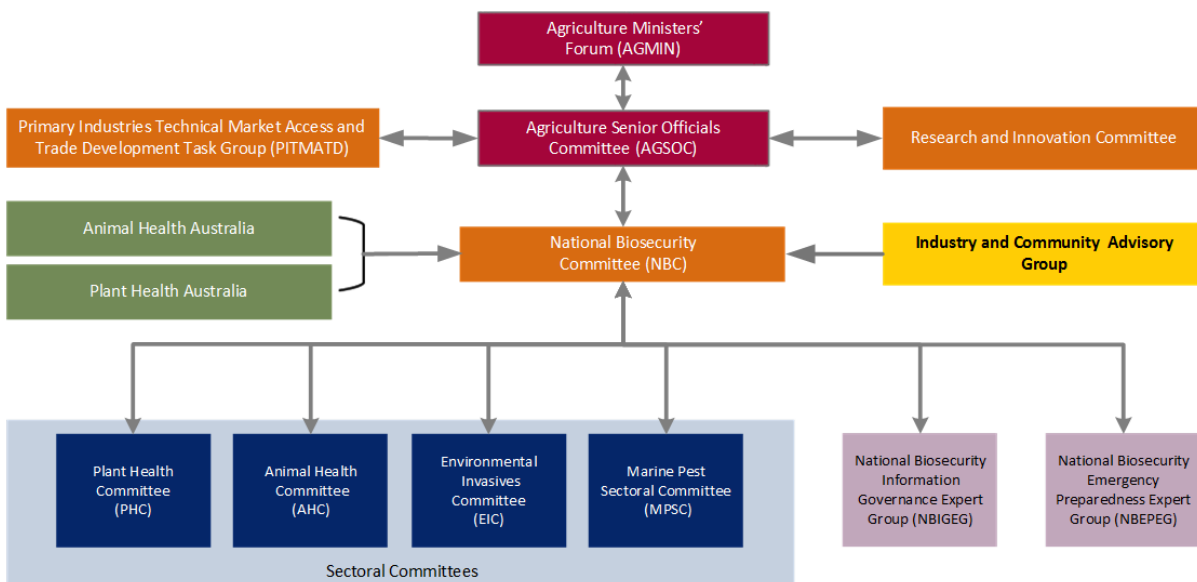 Agriculture Ministers'
Forum (AGMIN)
Primary Industries Technical Market Access and
Trade Development Task Group (PITMATD)
Agriculture Senior Officials
Committee (AGSOC)
Research and Innovation Committee
Animal Health Australia
Plant Health Australia
National Biosecurity
Committee (NBC)
Industry and Community Advisory
Group
Plant Health
Committee
(PHC)
Animal Health
Committee
(AHC)
Environmental
Invasives
Committee
(EIC)
Marine Pest
Sectoral Committee
(MPSC)
National Biosecurity
Information
Governance Expert
Group (NBIGEG)
National Biosecurity
Emergency
Preparedness Expert
Group (NBEPEG)
Sectoral Committees